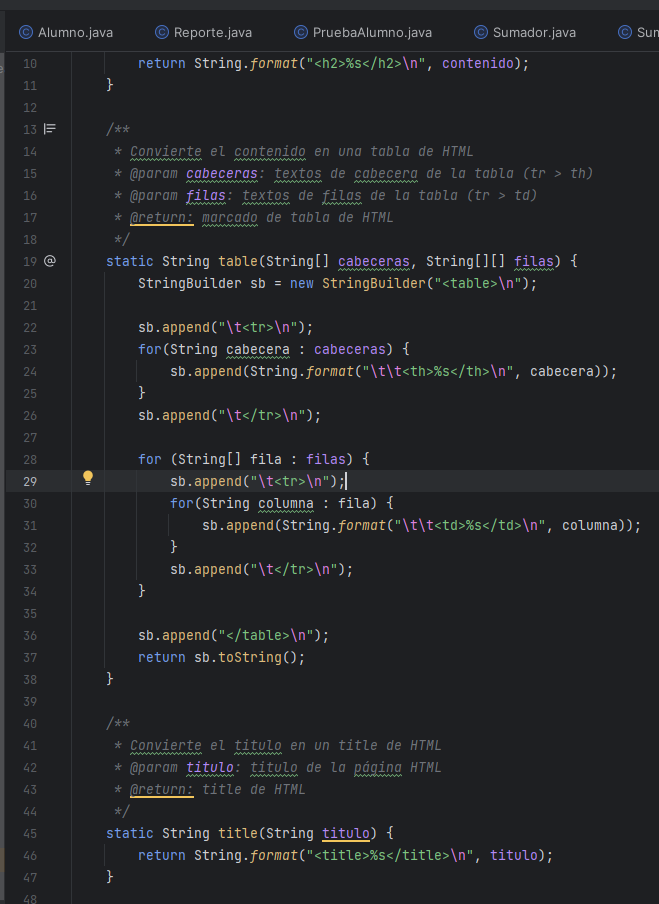 Alumno.java Reporte.java PruebaAlumno.java Sumador.java Sum
10 return String.format("<h2>%s</h2>\n", contenido);
11 }
12
13 /**
14 * Convierte el contenido en una tabla de HTML
15 * @param cabeceras: textos de cabecera de la tabla (tr > th)
16 * @param filas: textos de filas de la tabla (tr > td)
17 * @return: marcado de tabla de HTML
18 */
19 static String table(String[] cabeceras, String[][] filas) {
20 StringBuilder sb = new StringBuilder("<table>\n");
21
22 sb.append("\t<tr>\n");
23 for(String cabecera : cabeceras) {
24 sb.append(String.format("\t\t<th>%s</th>\n", cabecera));
25 }
26 sb.append("\t</tr>\n");
27
28 for (String[] fila : filas) {
29 sb.append("\t<tr>\n");
30 for(String columna : fila) {
31 sb.append(String.format("\t\t<td>%s</td>\n", columna));
32 }
33 sb.append("\t</tr>\n");
34 }
35
36 sb.append("</table>\n");
37 return sb.toString();
38 }
39
40 /**
41 * Convierte el titulo en un title de HTML
42 * @param titulo: titulo de la página HTML
43 * @return: title de HTML
44 */
45 static String title(String titulo) {
46 return String.format("<title>%s</title>\n", titulo);
47 }
48